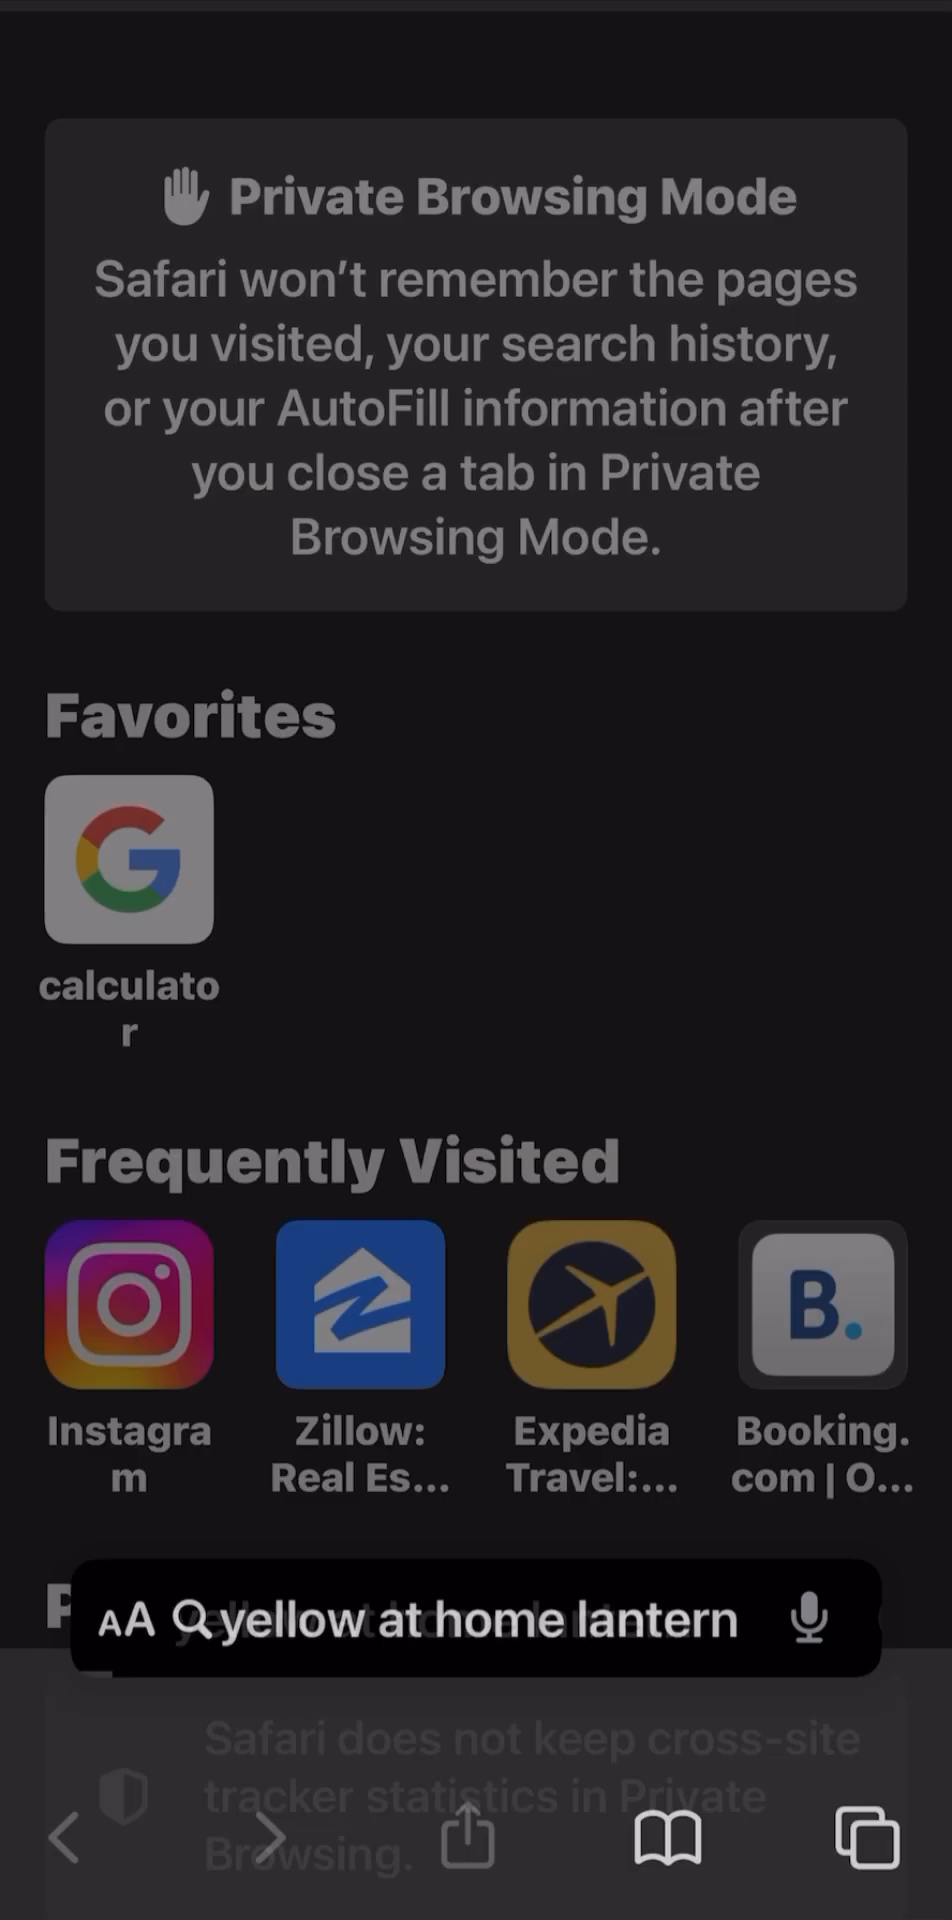 Private Browsing Mode
Safari won't remember the pages
you visited, your search history,
or your AutoFill information after
you close a tab in Private
Browsing Mode.
Favorites
calculato
r
Frequently Visited
Instagra
m
Zillow:
Real Es...
Expedia
Travel:...
Booking.
com | O...
AA yellow at home lantern
Safari does not keep cross-site
tracker statistics in Private
Browsing.